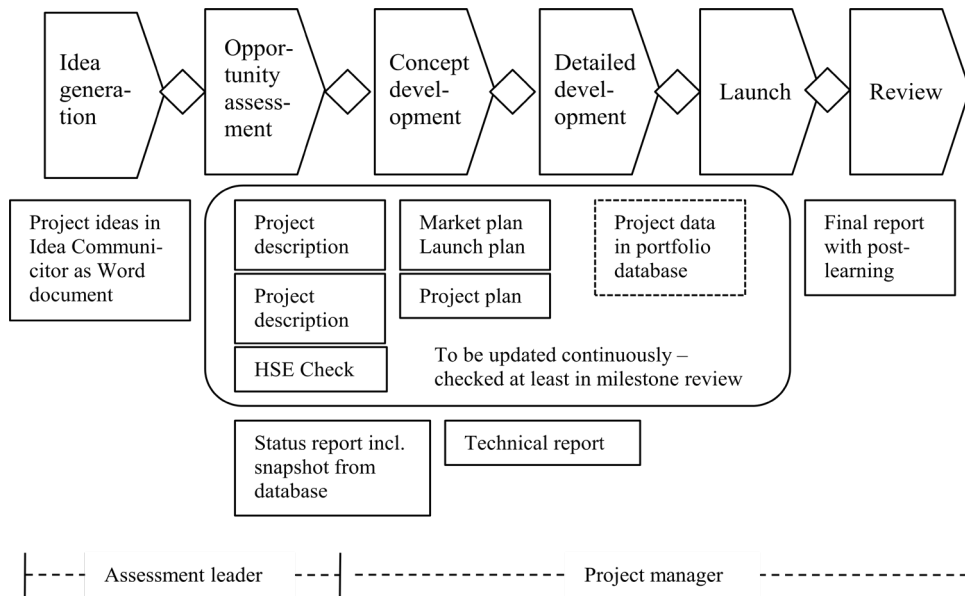 Idea
genera-
tion
Oppor-
tunity
assess-
ment
Concept
devel-
opment
Detailed
devel-
opment
Launch
Review
Project ideas in
Idea Communi-
citor as Word
document
Project
description
Market plan
Launch plan
Project data
in portfolio
database
Final report
with post-
learning
Project
description
Project plan
HSE Check
To be updated continuously –
checked at least in milestone review
Status report incl.
snapshot from
database
Technical report
Assessment leader
Project manager